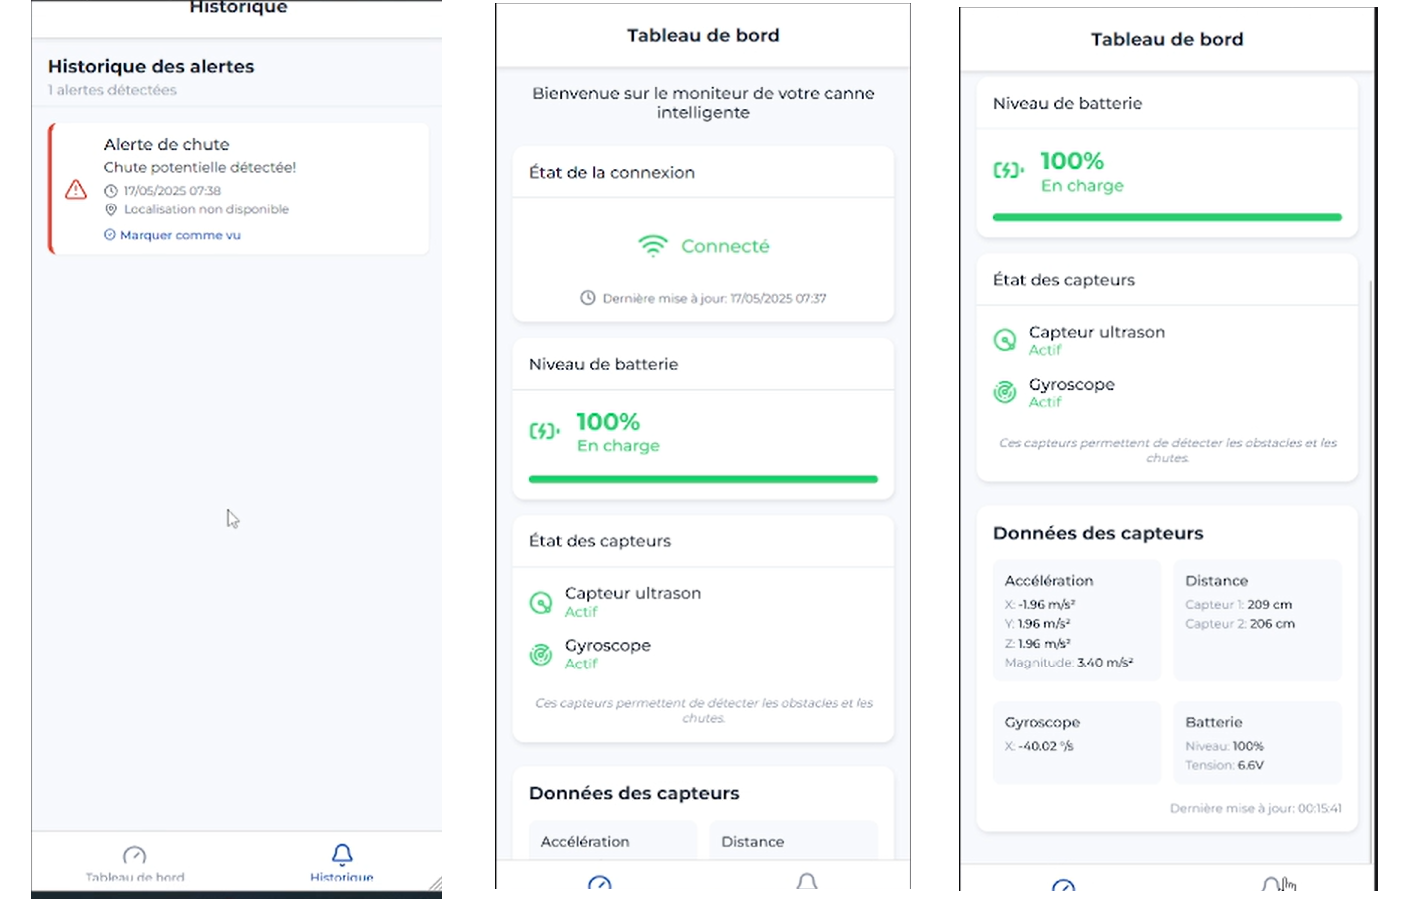 Historique
Historique des alertes
1 alertes détectées
Alerte de chute
Chute potentielle détectée!
17/05/2025 07:38
Localisation non disponible
Marquer comme vu
Tableau de bord
Historique
Tableau de bord
Bienvenue sur le moniteur de votre canne
intelligente
État de la connexion
Connecté
Dernière mise à jour: 17/05/2025 07:37
Niveau de batterie
100%
En charge
État des capteurs
Capteur ultrason
Actif
Gyroscope
Actif
Ces capteurs permettent de détecter les obstacles et les
chutes.
Données des capteurs
Accélération
Distance
Tableau de bord
Niveau de batterie
100%
En charge
État des capteurs
Capteur ultrason
Actif
Gyroscope
Actif
Ces capteurs permettent de détecter les obstacles et les
chutes.
Données des capteurs
Accélération
X: -1.96 m/s²
Y: 1.96 m/s²
Z: 1.96 m/s²
Magnitude: 3.40 m/s²
Distance
Capteur 1: 209 cm
Capteur 2: 206 cm
Gyroscope
X: -40.02 °/s
Batterie
Niveau: 100%
Tension: 6.6V
Dernière mise à jour: 00:15:41